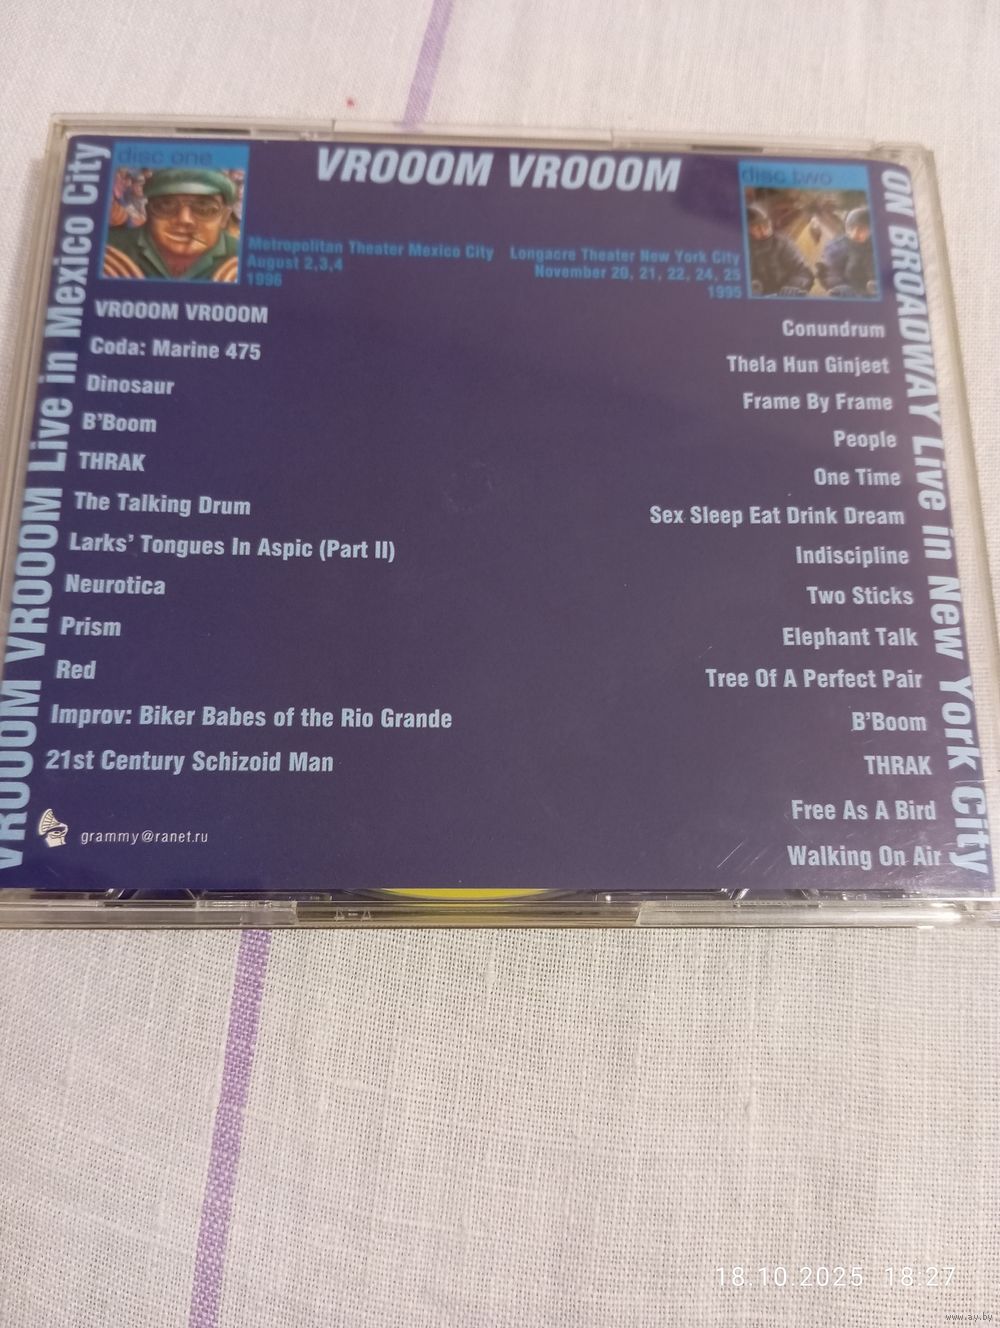 VROOOM VROOOM
disc one
disc two
VROOOM VROOOM Live in Mexico City
ON BROADWAY Live in New York City
Metropolitan Theater Mexico City
August 2,3,4
1996
Longacre Theater New York City
November 20, 21, 22, 24, 25
1995
VROOOM VROOOM
Coda: Marine 475
Dinosaur
B'Boom
THRAK
The Talking Drum
Larks' Tongues In Aspic (Part II)
Neurotica
Prism
Red
Improv: Biker Babes of the Rio Grande
21st Century Schizoid Man
Conundrum
Thela Hun Ginjeet
Frame By Frame
People
One Time
Sex Sleep Eat Drink Dream
Indiscipline
Two Sticks
Elephant Talk
Tree Of A Perfect Pair
B'Boom
THRAK
Free As A Bird
Walking On Air
grammy@ranet.ru
18.10.2025 18:27
www.ay.by